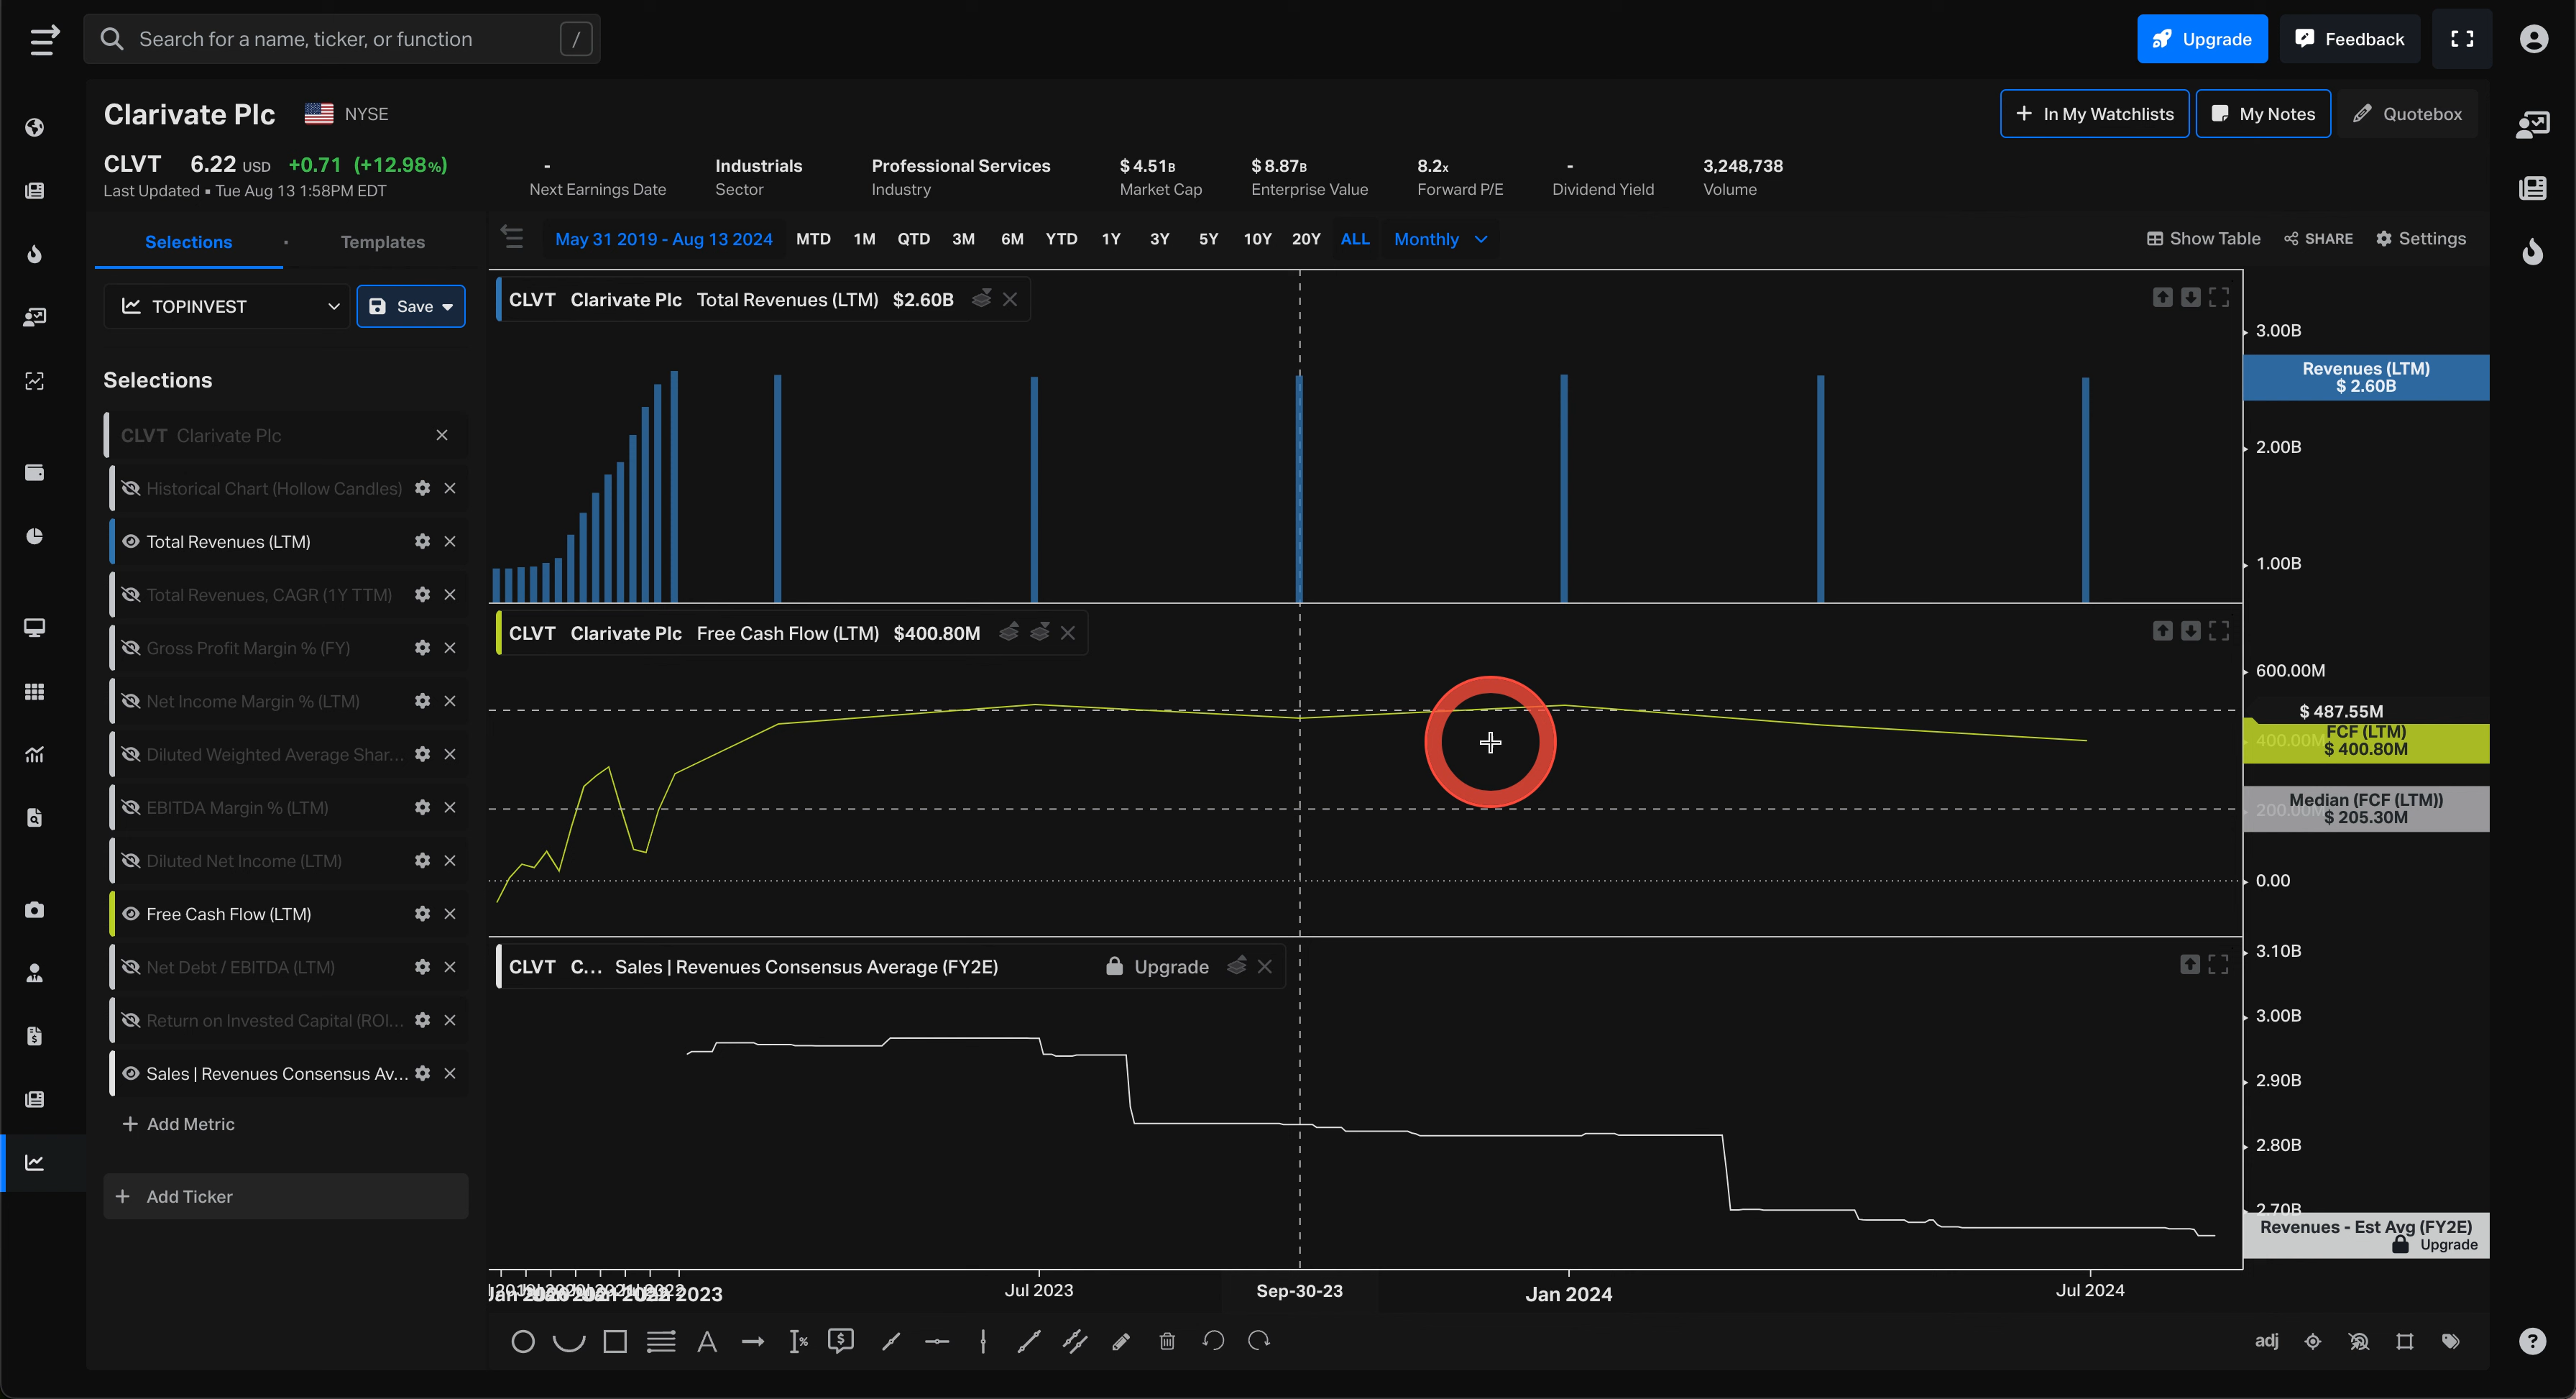 Search for a name, ticker, or function /
Upgrade
Feedback
Clarivate Plc NYSE
In My Watchlists
My Notes
Quotebox
CLVT 6.22 USD +0.71 (+12.98%)
Last Updated ▪ Tue Aug 13 1:58PM EDT
-
Next Earnings Date
Industrials
Sector
Professional Services
Industry
$ 4.51B
Market Cap
$ 8.87B
Enterprise Value
8.2x
Forward P/E
-
Dividend Yield
3,248,738
Volume
Selections · Templates
May 31 2019 - Aug 13 2024 MTD 1M QTD 3M 6M YTD 1Y 3Y 5Y 10Y 20Y ALL Monthly
Show Table SHARE Settings
TOPINVEST
Save
Selections
CLVT Clarivate Plc
Historical Chart (Hollow Candles)
Total Revenues (LTM)
Total Revenues, CAGR (1Y TTM)
Gross Profit Margin % (FY)
Net Income Margin % (LTM)
Diluted Weighted Average Shar...
EBITDA Margin % (LTM)
Diluted Net Income (LTM)
Free Cash Flow (LTM)
Net Debt / EBITDA (LTM)
Return on Invested Capital (ROI...
Sales | Revenues Consensus Av...
+ Add Metric
+ Add Ticker
CLVT Clarivate Plc Total Revenues (LTM) $2.60B
3.00B
Revenues (LTM)
$ 2.60B
2.00B
1.00B
CLVT Clarivate Plc Free Cash Flow (LTM) $400.80M
600.00M
$ 487.55M
FCF (LTM)
400.00M
$ 400.80M
Median (FCF (LTM))
200.00M
$ 205.30M
0.00
CLVT C... Sales | Revenues Consensus Average (FY2E) Upgrade
3.10B
3.00B
2.90B
2.80B
2.70B
Revenues - Est Avg (FY2E)
Upgrade
2023
Jul 2023
Sep-30-23
Jan 2024
Jul 2024
adj